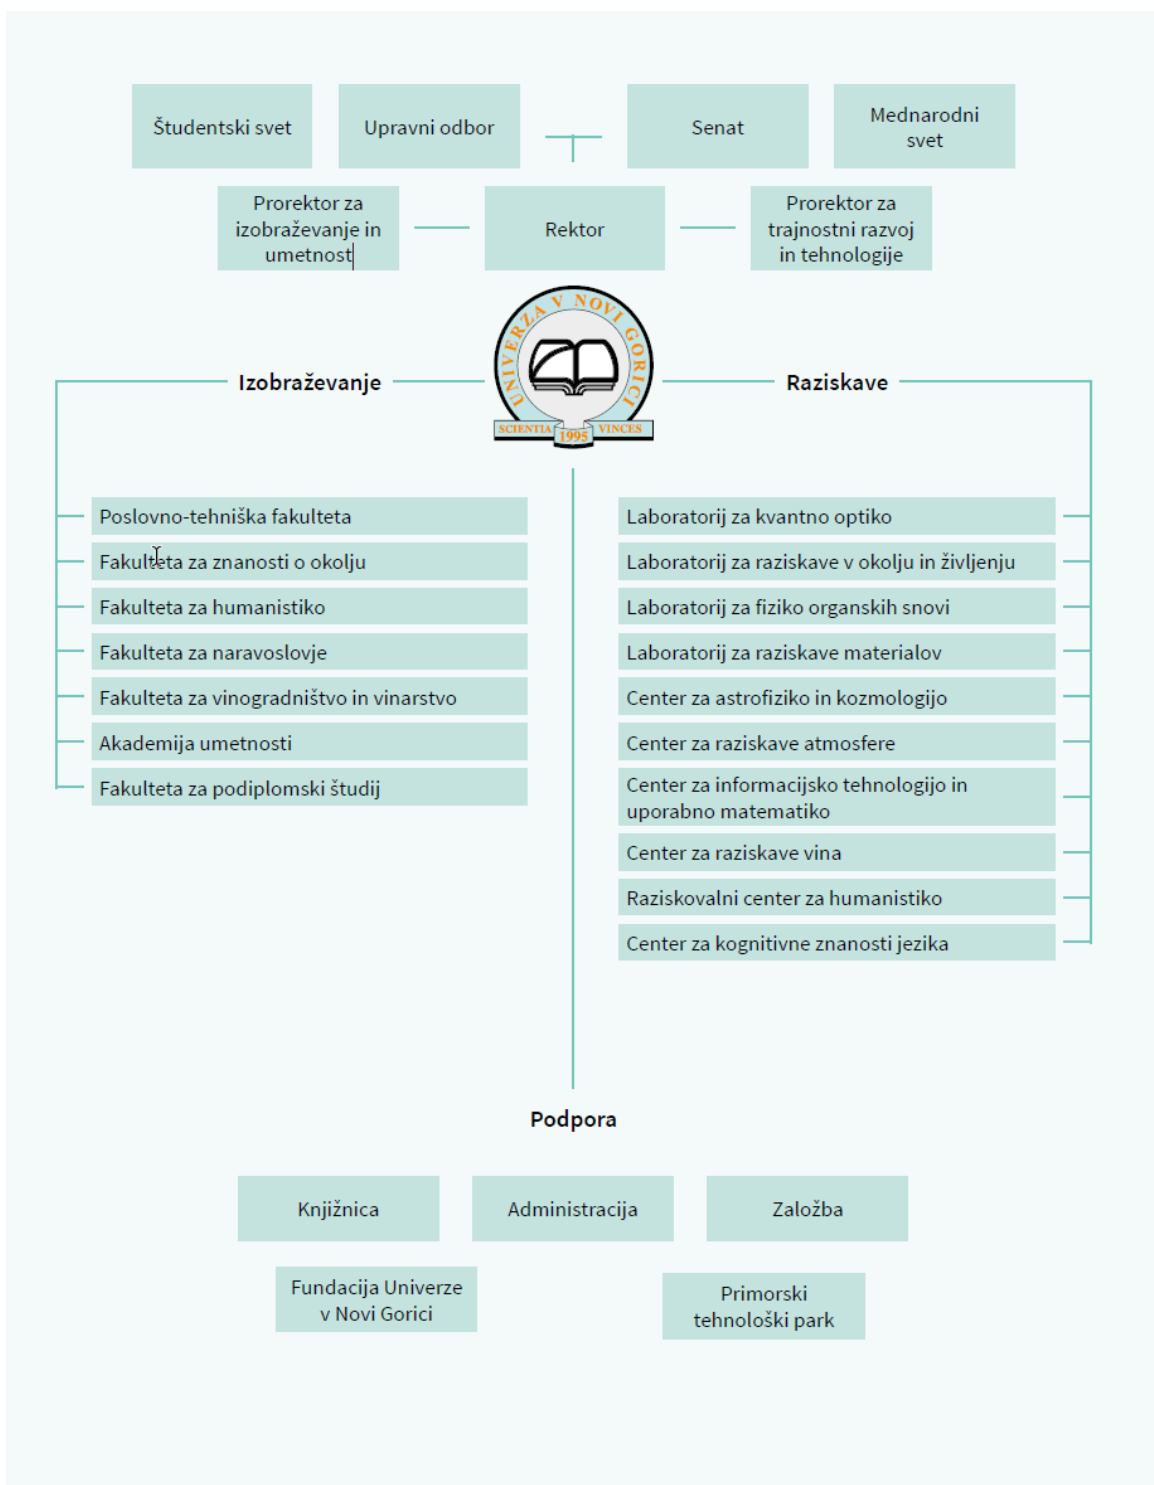 Študentski svet
Upravni odbor
Senat
Mednarodni
svet
Prorektor za
izobraževanje in
umetnost
Rektor
Prorektor za
trajnostni razvoj
in tehnologije
UNIVERZA V NOVI GORICI
SCIENTIA
1995
VINCES
Izobraževanje
Raziskave
Poslovno-tehniška fakulteta
Fakulteta za znanosti o okolju
Fakulteta za humanistiko
Fakulteta za naravoslovje
Fakulteta za vinogradništvo in vinarstvo
Akademija umetnosti
Fakulteta za podiplomski študij
Laboratorij za kvantno optiko
Laboratorij za raziskave v okolju in življenju
Laboratorij za fiziko organskih snovi
Laboratorij za raziskave materialov
Center za astrofiziko in kozmologijo
Center za raziskave atmosfere
Center za informacijsko tehnologijo in
uporabno matematiko
Center za raziskave vina
Raziskovalni center za humanistiko
Center za kognitivne znanosti jezika
Podpora
Knjižnica
Administracija
Založba
Fundacija Univerze
v Novi Gorici
Primorski
tehnološki park